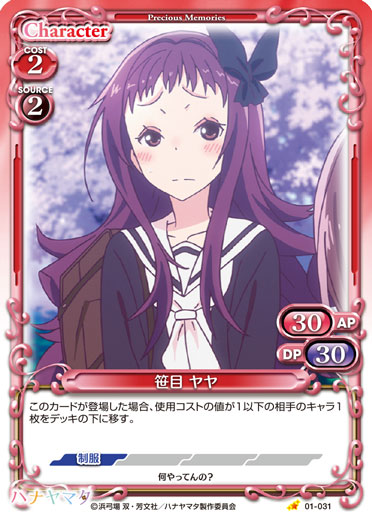 Precious Memories
Character
COST
2
SOURCE
2
30 AP
DP 30
笹目 ヤヤ
このカードが登場した場合、使用コストの値が1以下の相手のキャラ1
枚をデッキの下に移す。
制服
何やってんの?
ハナヤマタ
©浜弓場 双・芳文社/ハナヤマタ製作委員会
01-031